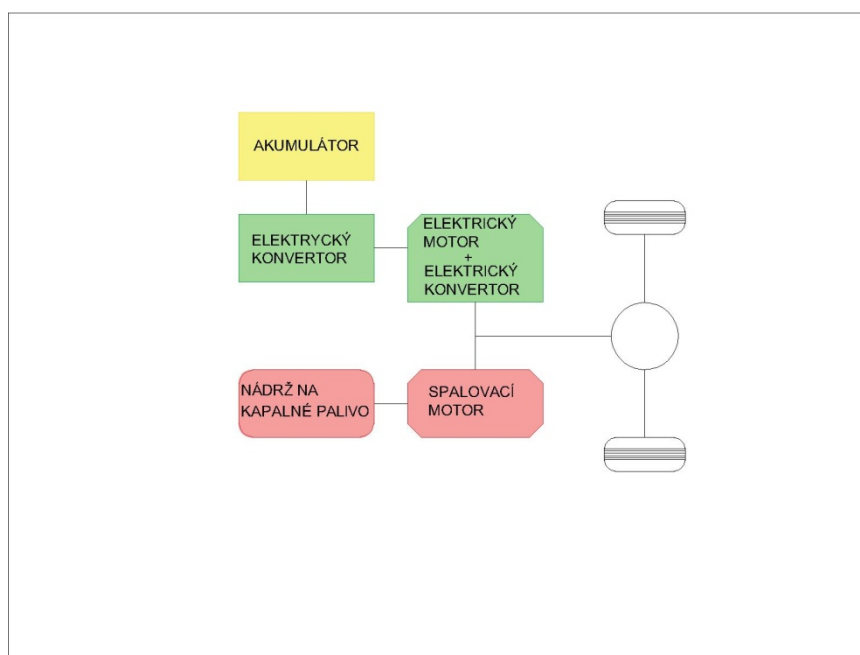 AKUMULÁTOR
ELEKTRYCKÝ
KONVERTOR
ELEKTRICKÝ
MOTOR
+
ELEKTRICKÝ
KONVERTOR
NÁDRŽ NA
KAPALNÉ PALIVO
SPALOVACÍ
MOTOR